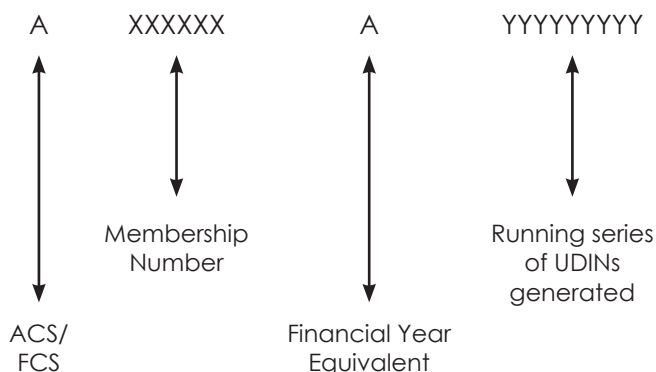 A XXXXXX A YYYYYYYYY
Membership
Number
Running series
of UDINs
generated
ACS/
FCS
Financial Year
Equivalent